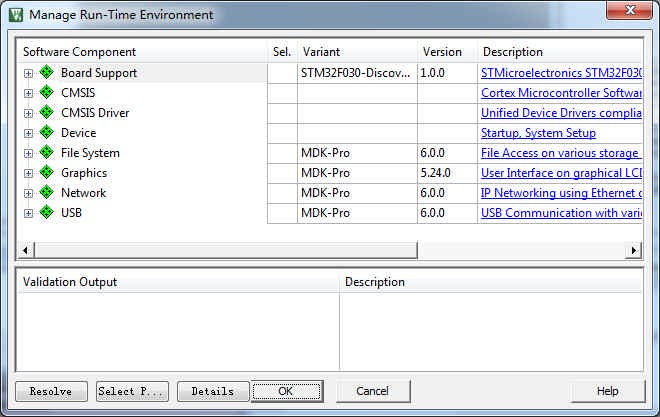 Manage Run-Time Environment
Software Component Sel. Variant Version Description
Board Support STM32F030-Discov... 1.0.0 STMicroelectronics STM32F030
CMSIS Cortex Microcontroller Softwar
CMSIS Driver Unified Device Drivers complia
Device Startup, System Setup
File System MDK-Pro 6.0.0 File Access on various storage
Graphics MDK-Pro 5.24.0 User Interface on graphical LCD
Network MDK-Pro 6.0.0 IP Networking using Ethernet o
USB MDK-Pro 6.0.0 USB Communication with vari
Validation Output Description
Resolve Select P... Details OK Cancel Help